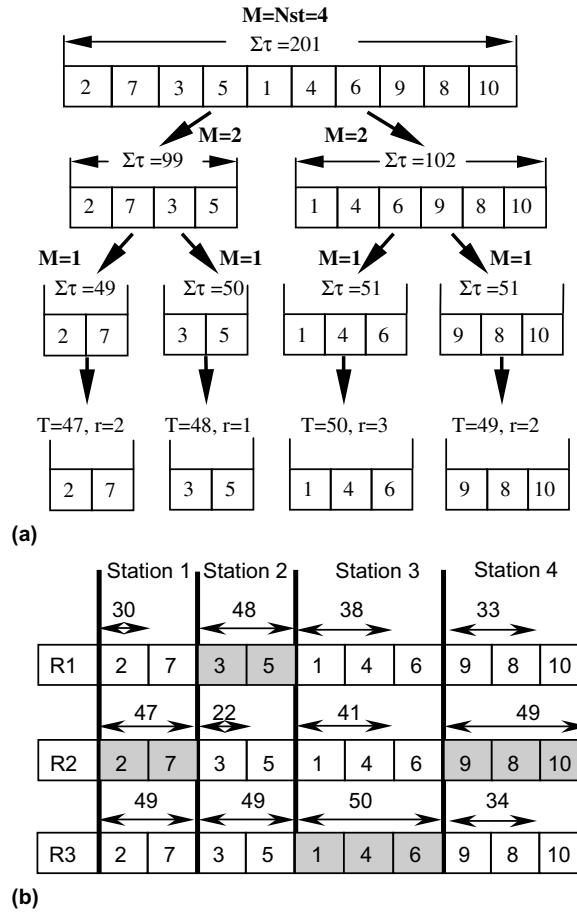 M=Nst=4
Στ=201
2 7 3 5 1 4 6 9 8 10
M=2 M=2
Στ=99 Στ=102
2 7 3 5 1 4 6 9 8 10
M=1 M=1 M=1 M=1
Στ=49 Στ=50 Στ=51 Στ=51
2 7 3 5 1 4 6 9 8 10
T=47, r=2 T=48, r=1 T=50, r=3 T=49, r=2
2 7 3 5 1 4 6 9 8 10
(a)
Station 1 Station 2 Station 3 Station 4
30 48 38 33
R1 2 7 3 5 1 4 6 9 8 10
47 22 41 49
R2 2 7 3 5 1 4 6 9 8 10
49 49 50 34
R3 2 7 3 5 1 4 6 9 8 10
(b)